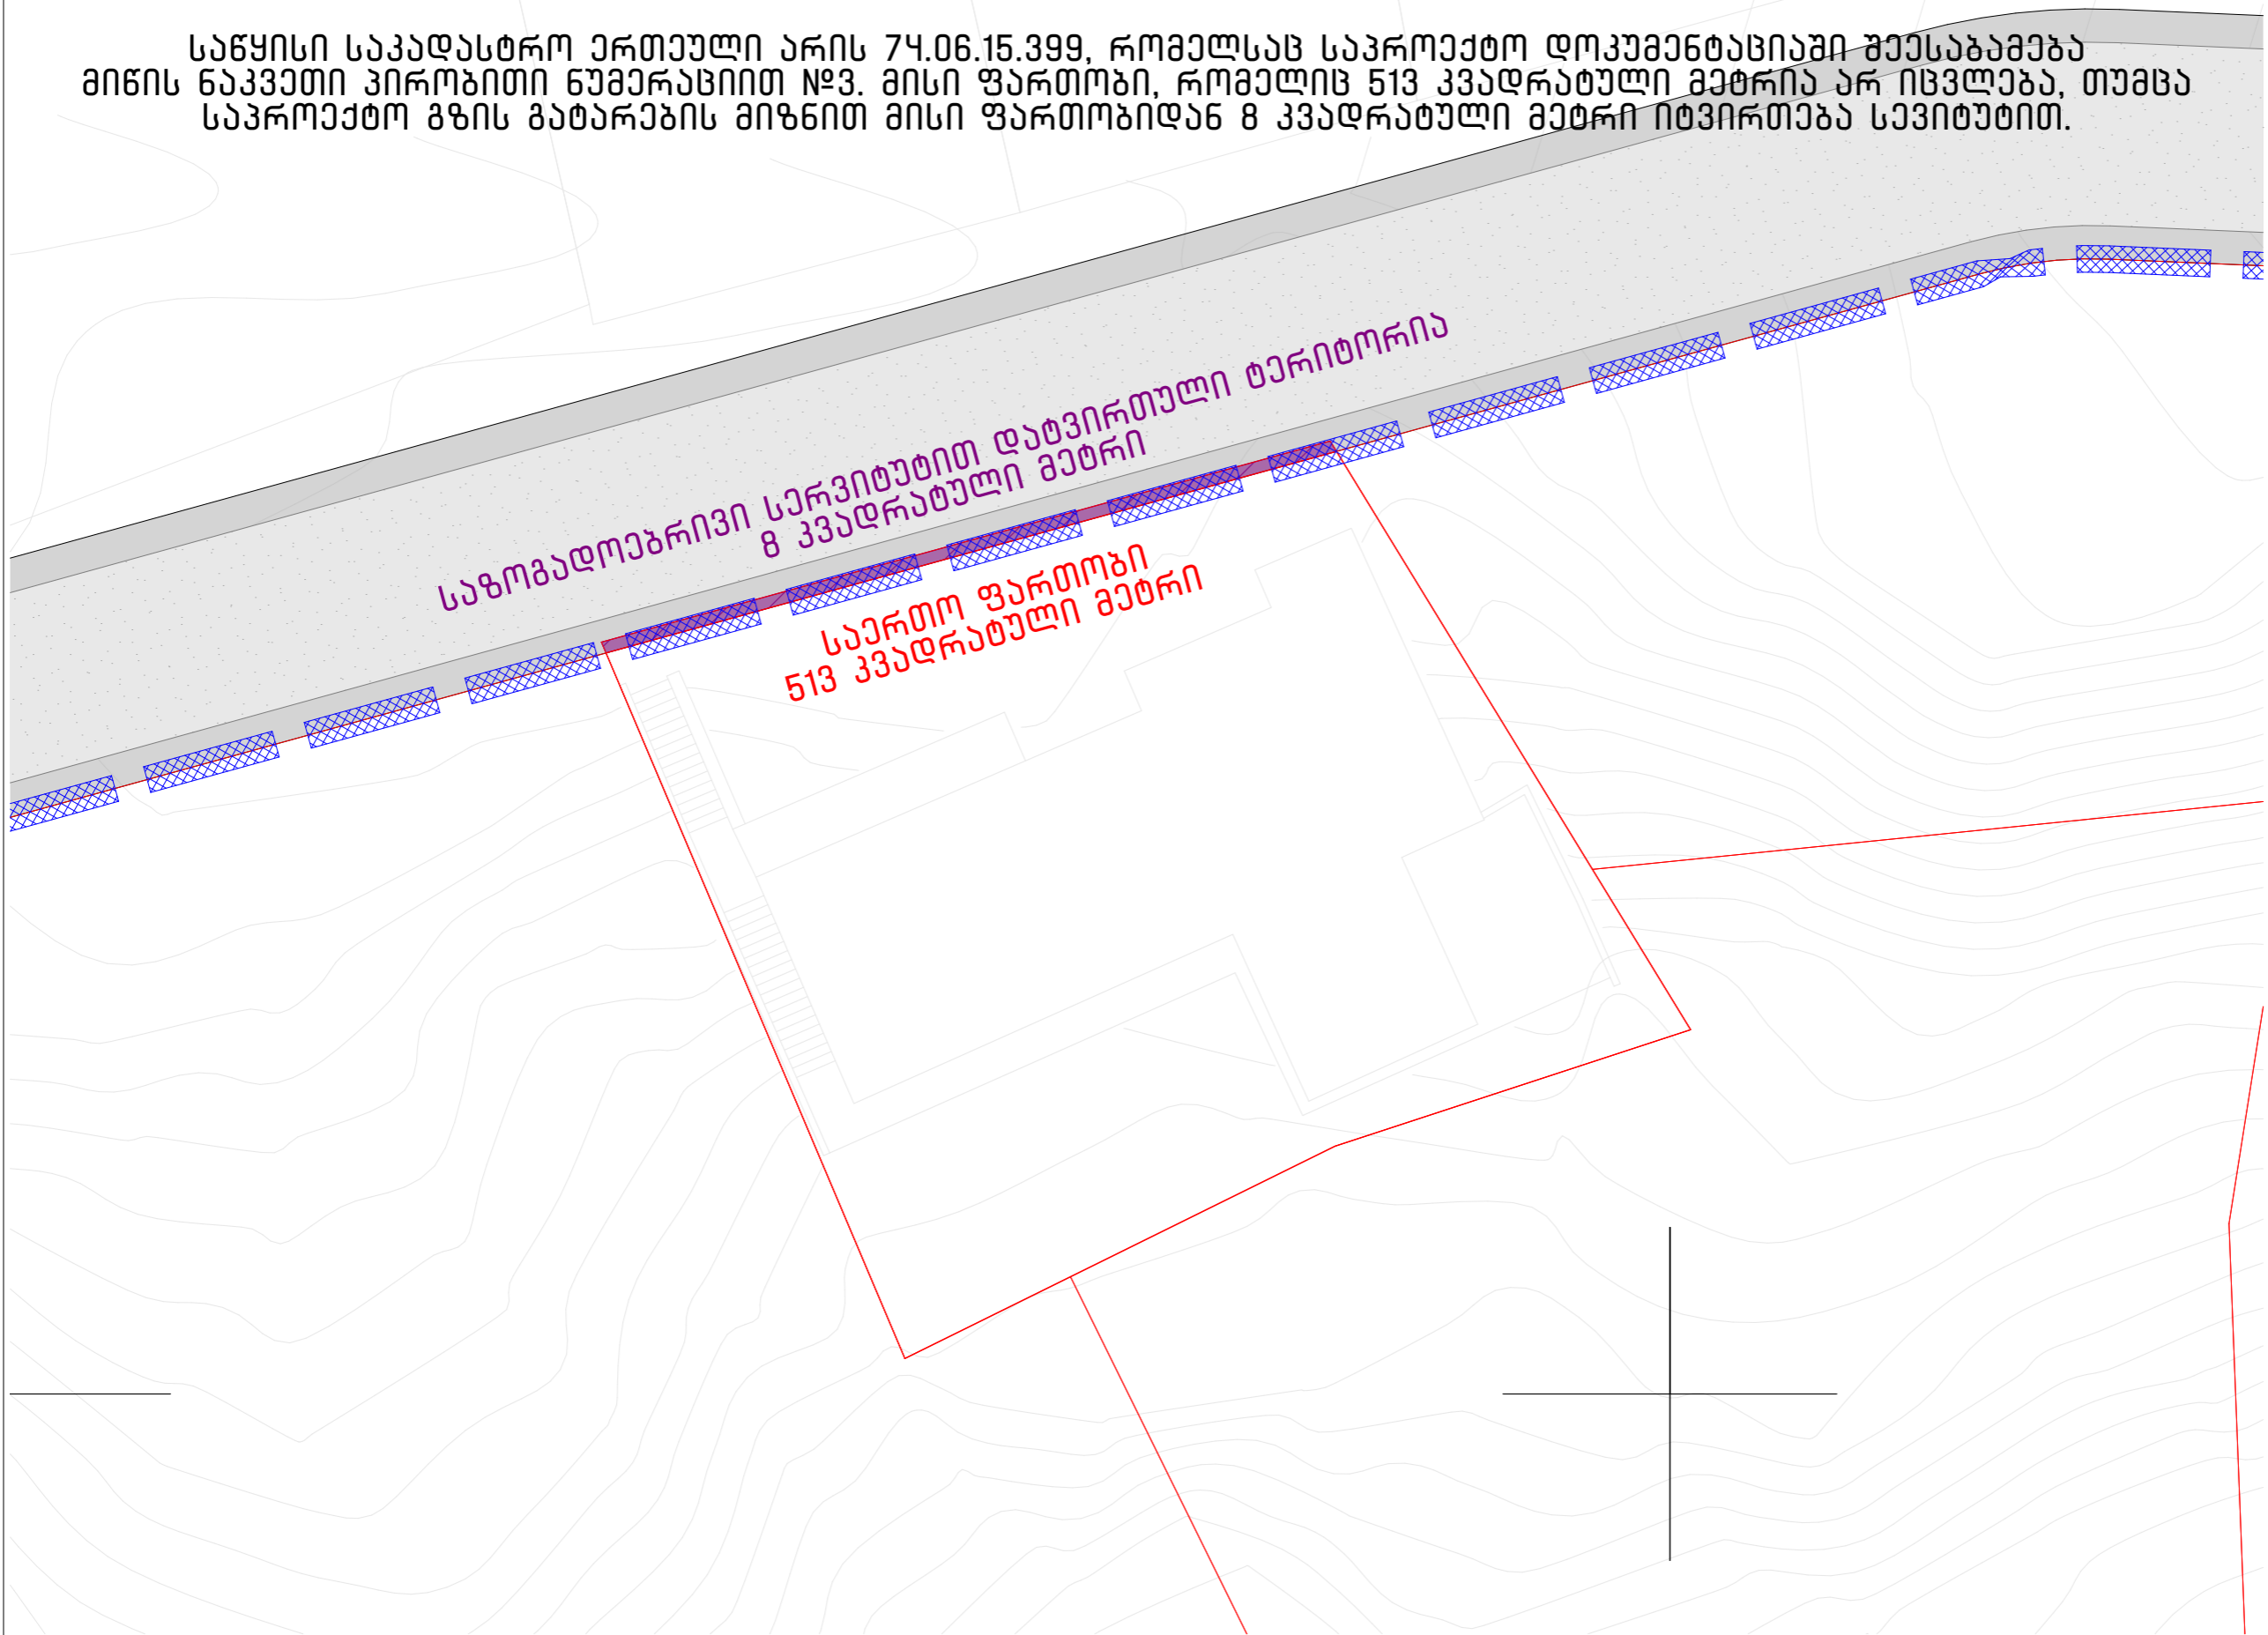 საწყისი საკადასტრო ერთეული არის 74.06.15.399, რომელსაც საპროექტო დოკუმენტაციაში შეესაბამება
მიწის ნაკვეთი პირობითი ნუმერაციით №3. მისი ფართობი, რომელიც 513 კვადრატული მეტრია არ იცვლება, თუმცა
საპროექტო გზის გატარების მიზნით მისი ფართობიდან 8 კვადრატული მეტრი იტვირთება სევიტუტით.
საზოგადოებრივი სერვიტუტით დატვირთული ტერიტორია
8 კვადრატული მეტრი
საერთო ფართობი
513 კვადრატული მეტრი